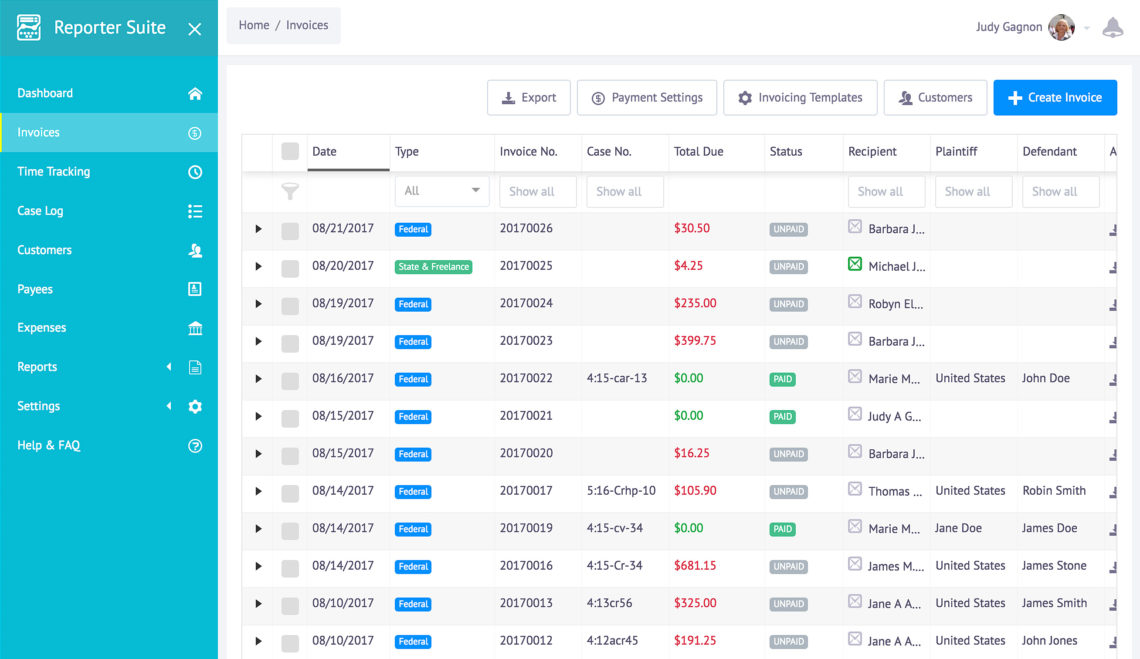 Reporter Suite
Home / Invoices
Judy Gagnon
Dashboard
Invoices
Time Tracking
Case Log
Customers
Payees
Expenses
Reports
Settings
Help & FAQ
Export Payment Settings Invoicing Templates Customers Create Invoice
Date Type Invoice No. Case No. Total Due Status Recipient Plaintiff Defendant A
All Show all Show all Show all Show all Show all
08/21/2017 Federal 20170026 $30.50 UNPAID Barbara J...
08/20/2017 State & Freelance 20170025 $4.25 UNPAID Michael J...
08/19/2017 Federal 20170024 $235.00 UNPAID Robyn El...
08/19/2017 Federal 20170023 $399.75 UNPAID Barbara J...
08/16/2017 Federal 20170022 4:15-car-13 $0.00 PAID Marie M... United States John Doe
08/15/2017 Federal 20170021 $0.00 PAID Judy A G...
08/15/2017 Federal 20170020 $16.25 UNPAID Barbara J...
08/14/2017 Federal 20170017 5:16-Crhp-10 $105.90 UNPAID Thomas ... United States Robin Smith
08/14/2017 Federal 20170019 4:15-cv-34 $0.00 PAID Marie M... Jane Doe James Doe
08/14/2017 Federal 20170016 4:15-Cr-34 $681.15 UNPAID James M.... United States James Stone
08/10/2017 Federal 20170013 4:13cr56 $325.00 UNPAID Jane A A... United States James Smith
08/10/2017 Federal 20170012 4:12acr45 $191.25 UNPAID Jane A A... United States John Jones